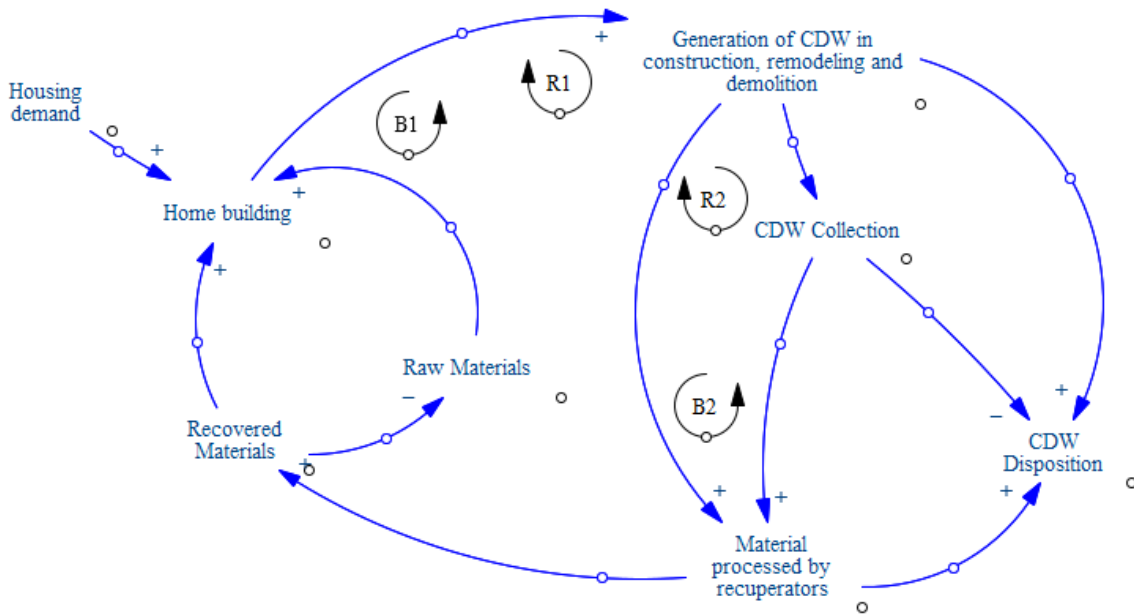 Generation of CDW in
construction, remodeling and
demolition
+
R1
Housing
demand
B1
+
+
Home building
R2
CDW Collection
+
Raw Materials
−
B2
+
−
Recovered
Materials
+
CDW
Disposition
+
+
+
Material
processed by
recuperators